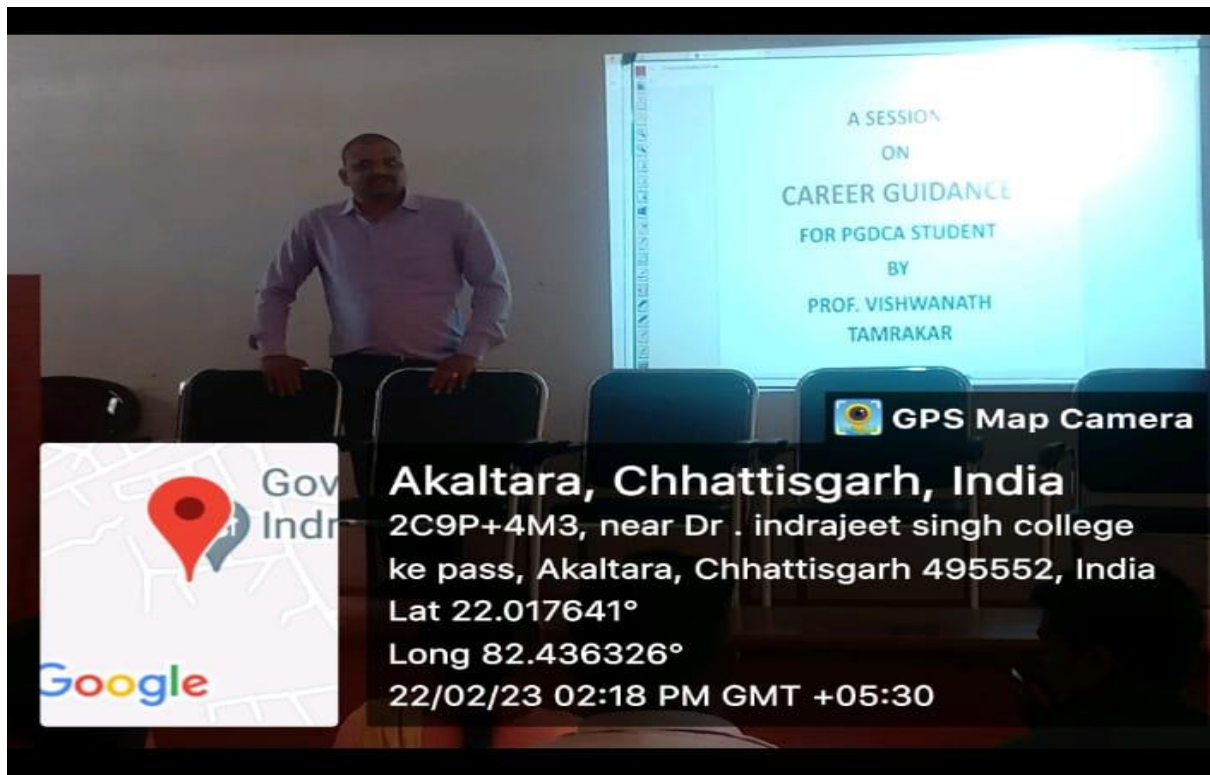 A SESSION
ON
CAREER GUIDANCE
FOR PGDCA STUDENT
BY
PROF. VISHWANATH
TAMRAKAR
GPS Map Camera
Gov
Indr
Google
Akaltara, Chhattisgarh, India
2C9P+4M3, near Dr . indrajeet singh college
ke pass, Akaltara, Chhattisgarh 495552, India
Lat 22.017641°
Long 82.436326°
22/02/23 02:18 PM GMT +05:30